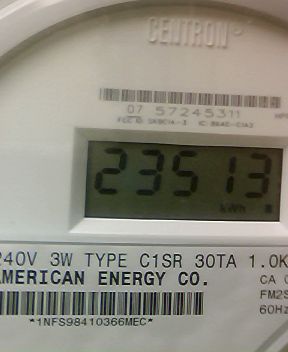 CENTRON
07 57245311
23513
kWh
240V 3W TYPE C1SR 30TA 1.0K
AMERICAN ENERGY CO.
CA
FM2S
60Hz
*1NFS98410366MEC*